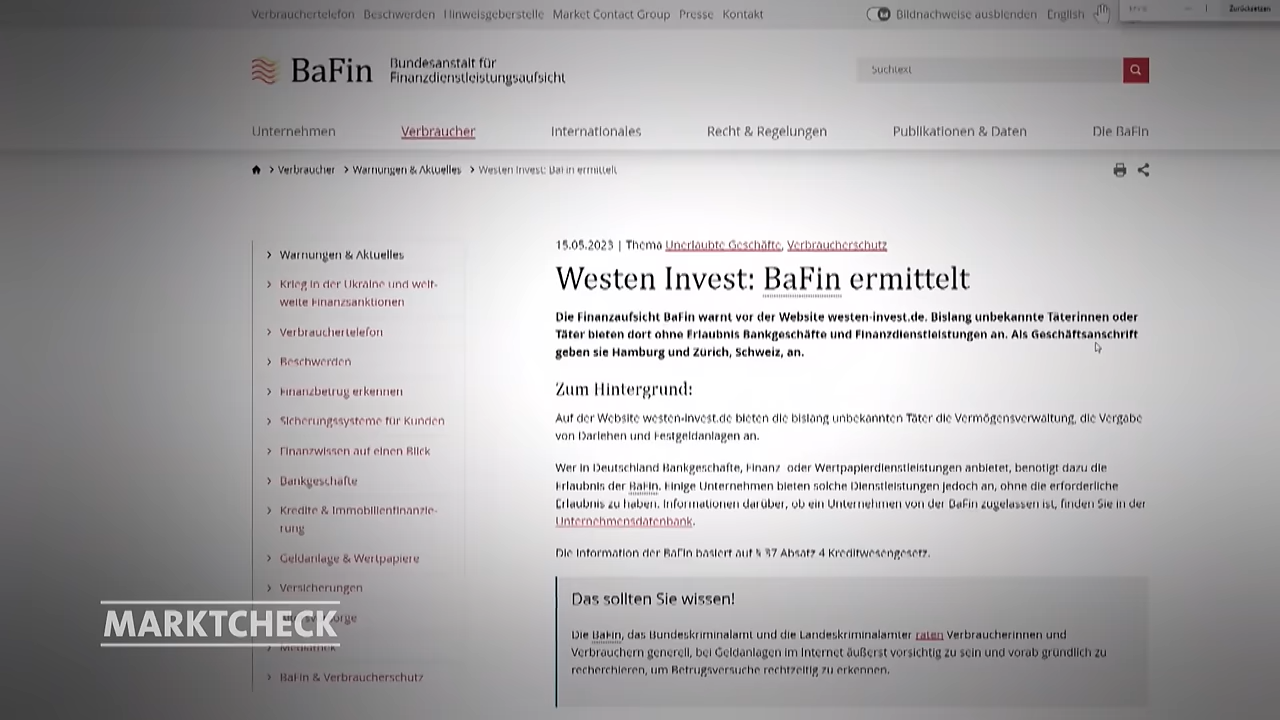 Verbrauchertelefon Beschwerden Hinweisgeberstelle Market Contact Group Presse Kontakt
Bildnachweise ausblenden English
Zurücksetzen
BaFin
Bundesanstalt für
Finanzdienstleistungsaufsicht
Suchtext
Unternehmen Verbraucher Internationales Recht & Regelungen Publikationen & Daten Die BaFin
Verbraucher Warnungen & Aktuelles Westen Invest: BaFin ermittelt
Warnungen & Aktuelles
Krieg in der Ukraine und welt-
weite Finanzsanktionen
Verbrauchertelefon
Beschwerden
Finanzbetrug erkennen
Sicherungssysteme für Kunden
Finanzwissen auf einen Blick
Bankgeschäfte
Kredite & Immobilienfinanzie-
rung
Geldanlage & Wertpapiere
Versicherungen
Mediathek
BaFin & Verbraucherschutz
15.05.2023 | Thema Unerlaubte Geschäfte, Verbraucherschutz
Westen Invest: BaFin ermittelt
Die Finanzaufsicht BaFin warnt vor der Website westen-invest.de. Bislang unbekannte Täterinnen oder
Täter bieten dort ohne Erlaubnis Bankgeschäfte und Finanzdienstleistungen an. Als Geschäftsanschrift
geben sie Hamburg und Zürich, Schweiz, an.
Zum Hintergrund:
Auf der Website westen-invest.de bieten die bislang unbekannten Täter die Vermögensverwaltung, die Vergabe
von Darlehen und Festgeldanlagen an.
Wer in Deutschland Bankgeschäfte, Finanz- oder Wertpapierdienstleistungen anbietet, benötigt dazu die
Erlaubnis der BaFin. Einige Unternehmen bieten solche Dienstleistungen jedoch an, ohne die erforderliche
Erlaubnis zu haben. Informationen darüber, ob ein Unternehmen von der BaFin zugelassen ist, finden Sie in der
Unternehmensdatenbank.
Die Information der BaFin basiert auf § 37 Absatz 4 Kreditwesengesetz.
Das sollten Sie wissen!
Die BaFin, das Bundeskriminalamt und die Landeskriminalämter raten Verbraucherinnen und
Verbrauchern generell, bei Geldanlagen im Internet äußerst vorsichtig zu sein und vorab gründlich zu
recherchieren, um Betrugsversuche rechtzeitig zu erkennen.
MARKTCHECK